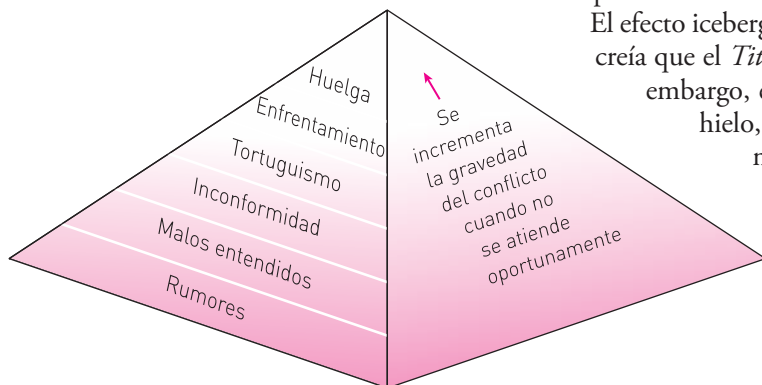 El efecto iceberg
creía que el Tit
embargo,
hielo,
Huelga
Enfrentamiento
Tortuguismo
Inconformidad
Malos entendidos
Rumores
Se
incrementa
la gravedad
del conflicto
cuando no
se atiende
oportunamente